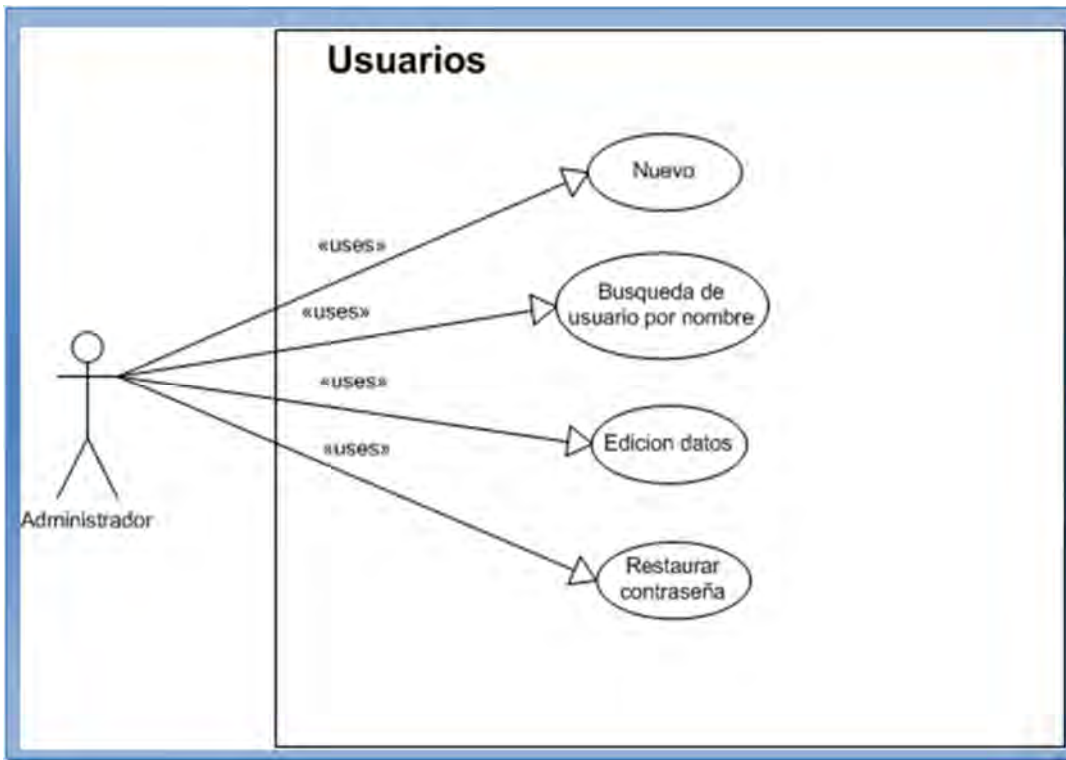 Usuarios
Nuevo
«uses»
Busqueda de
usuario por nombre
«uses»
«uses»
Edicion datos
«uses»
Administrador
Restaurar
contraseña